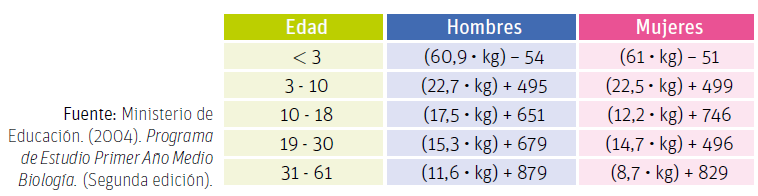 Edad Hombres Mujeres
< 3 (60,9 • kg) – 54 (61 • kg) – 51
3 - 10 (22,7 • kg) + 495 (22,5 • kg) + 499
10 - 18 (17,5 • kg) + 651 (12,2 • kg) + 746
19 - 30 (15,3 • kg) + 679 (14,7 • kg) + 496
31 - 61 (11,6 • kg) + 879 (8,7 • kg) + 829
Fuente: Ministerio de
Educación. (2004). Programa
de Estudio Primer Año Medio
Biología. (Segunda edición).